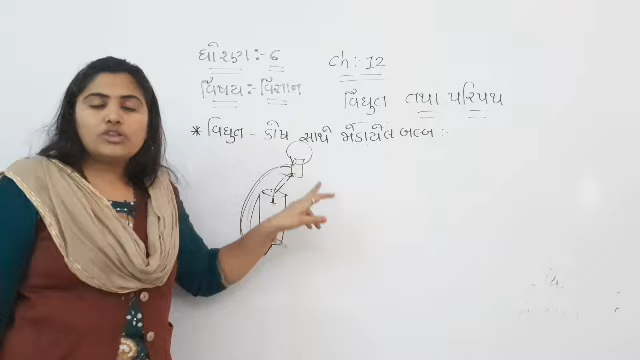 ધોરણ :- 6
વિષય :- વિજ્ઞાન
Ch : 12
વિદ્યુત તથા પરિપથ
* વિદ્યુત - કોષ સાથે જોડાયેલ બલ્બ :-